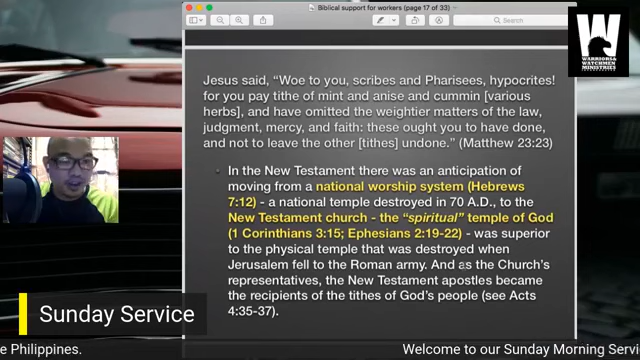 Biblical support for workers (page 17 of 33)
Search
WARRIORS &
WATCHMEN
MINISTRIES
Jesus said, “Woe to you, scribes and Pharisees, hypocrites!
for you pay tithe of mint and anise and cummin [various
herbs], and have omitted the weightier matters of the law,
judgment, mercy, and faith: these ought you to have done,
and not to leave the other [tithes] undone.” (Matthew 23:23)
• In the New Testament there was an anticipation of
moving from a national worship system (Hebrews
7:12) - a national temple destroyed in 70 A.D., to the
New Testament church - the “spiritual” temple of God
(1 Corinthians 3:15; Ephesians 2:19-22) - was superior
to the physical temple that was destroyed when
Jerusalem fell to the Roman army. And as the Church’s
representatives, the New Testament apostles became
the recipients of the tithes of God’s people (see Acts
4:35-37).
Sunday Service
e Philippines.
Welcome to our Sunday Morning Servi